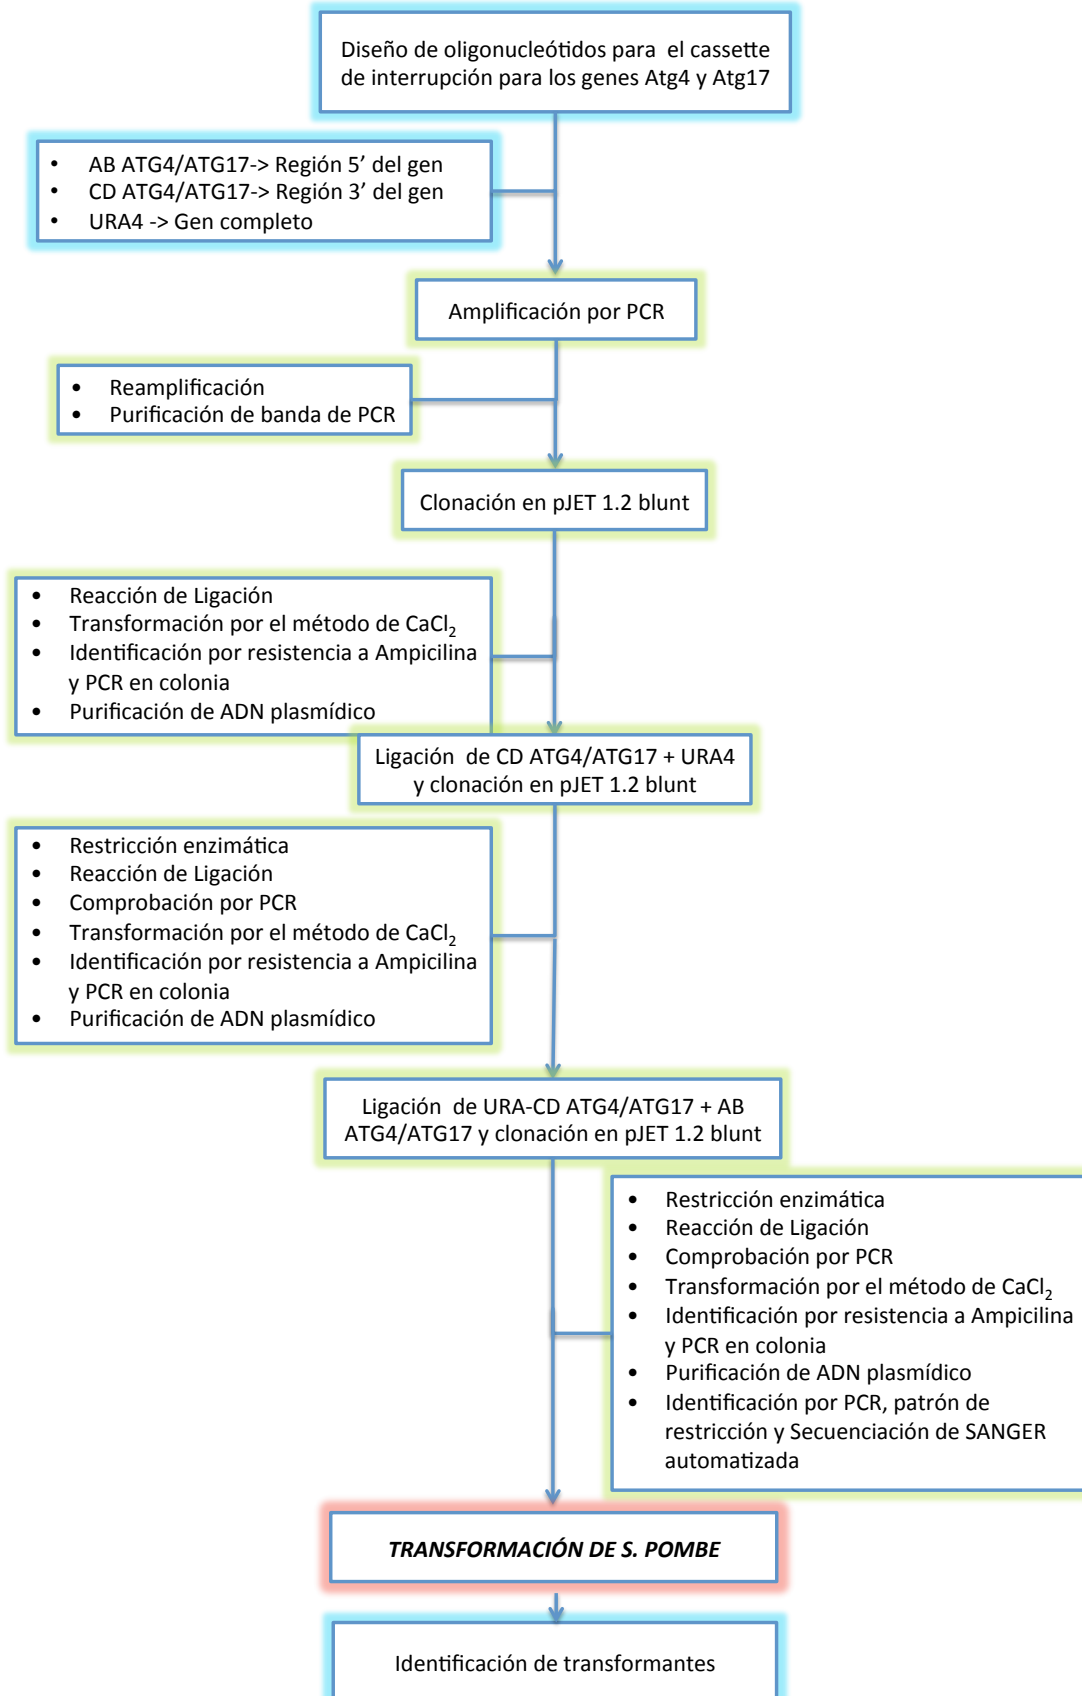 Diseño de oligonucleótidos para el cassette
de interrupción para los genes Atg4 y Atg17
• AB ATG4/ATG17-> Región 5’ del gen
• CD ATG4/ATG17-> Región 3’ del gen
• URA4 -> Gen completo
Amplificación por PCR
• Reamplificación
• Purificación de banda de PCR
Clonación en pJET 1.2 blunt
• Reacción de Ligación
• Transformación por el método de CaCl₂
• Identificación por resistencia a Ampicilina
y PCR en colonia
• Purificación de ADN plasmídico
Ligación de CD ATG4/ATG17 + URA4
y clonación en pJET 1.2 blunt
• Restricción enzimática
• Reacción de Ligación
• Comprobación por PCR
• Transformación por el método de CaCl₂
• Identificación por resistencia a Ampicilina
y PCR en colonia
• Purificación de ADN plasmídico
Ligación de URA-CD ATG4/ATG17 + AB
ATG4/ATG17 y clonación en pJET 1.2 blunt
• Restricción enzimática
• Reacción de Ligación
• Comprobación por PCR
• Transformación por el método de CaCl₂
• Identificación por resistencia a Ampicilina
y PCR en colonia
• Purificación de ADN plasmídico
• Identificación por PCR, patrón de
restricción y Secuenciación de SANGER
automatizada
TRANSFORMACIÓN DE S. POMBE
Identificación de transformantes